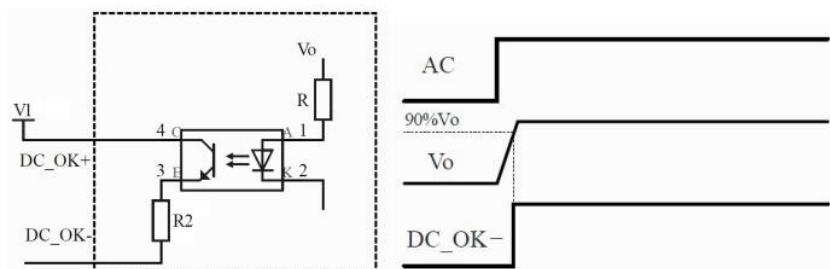 Vo
R
V1
4 C
A 1
DC_OK+
3 E
K 2
R2
DC_OK-
AC
90%Vo
Vo
DC_OK-